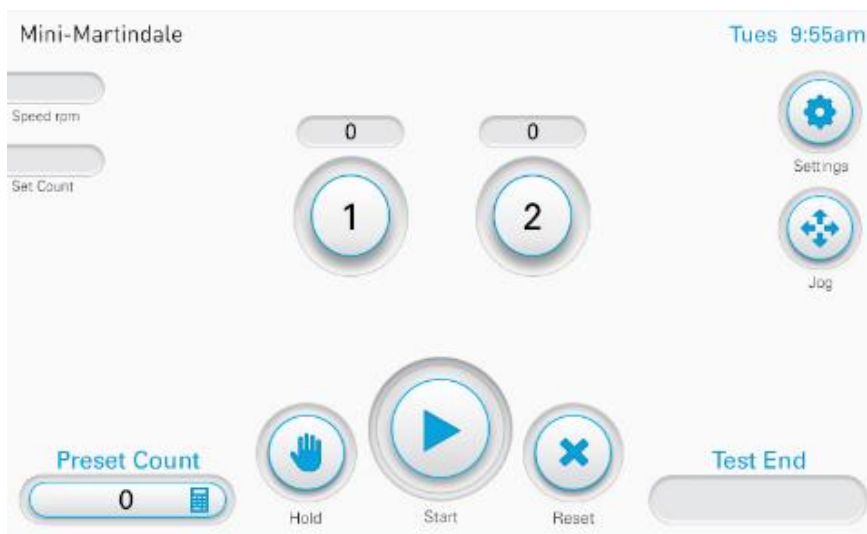 Mini-Martindale
Tues 9:55am
Speed rpm
Set Count
0
0
1
2
Settings
Jog
Preset Count
0
Hold
Start
Reset
Test End